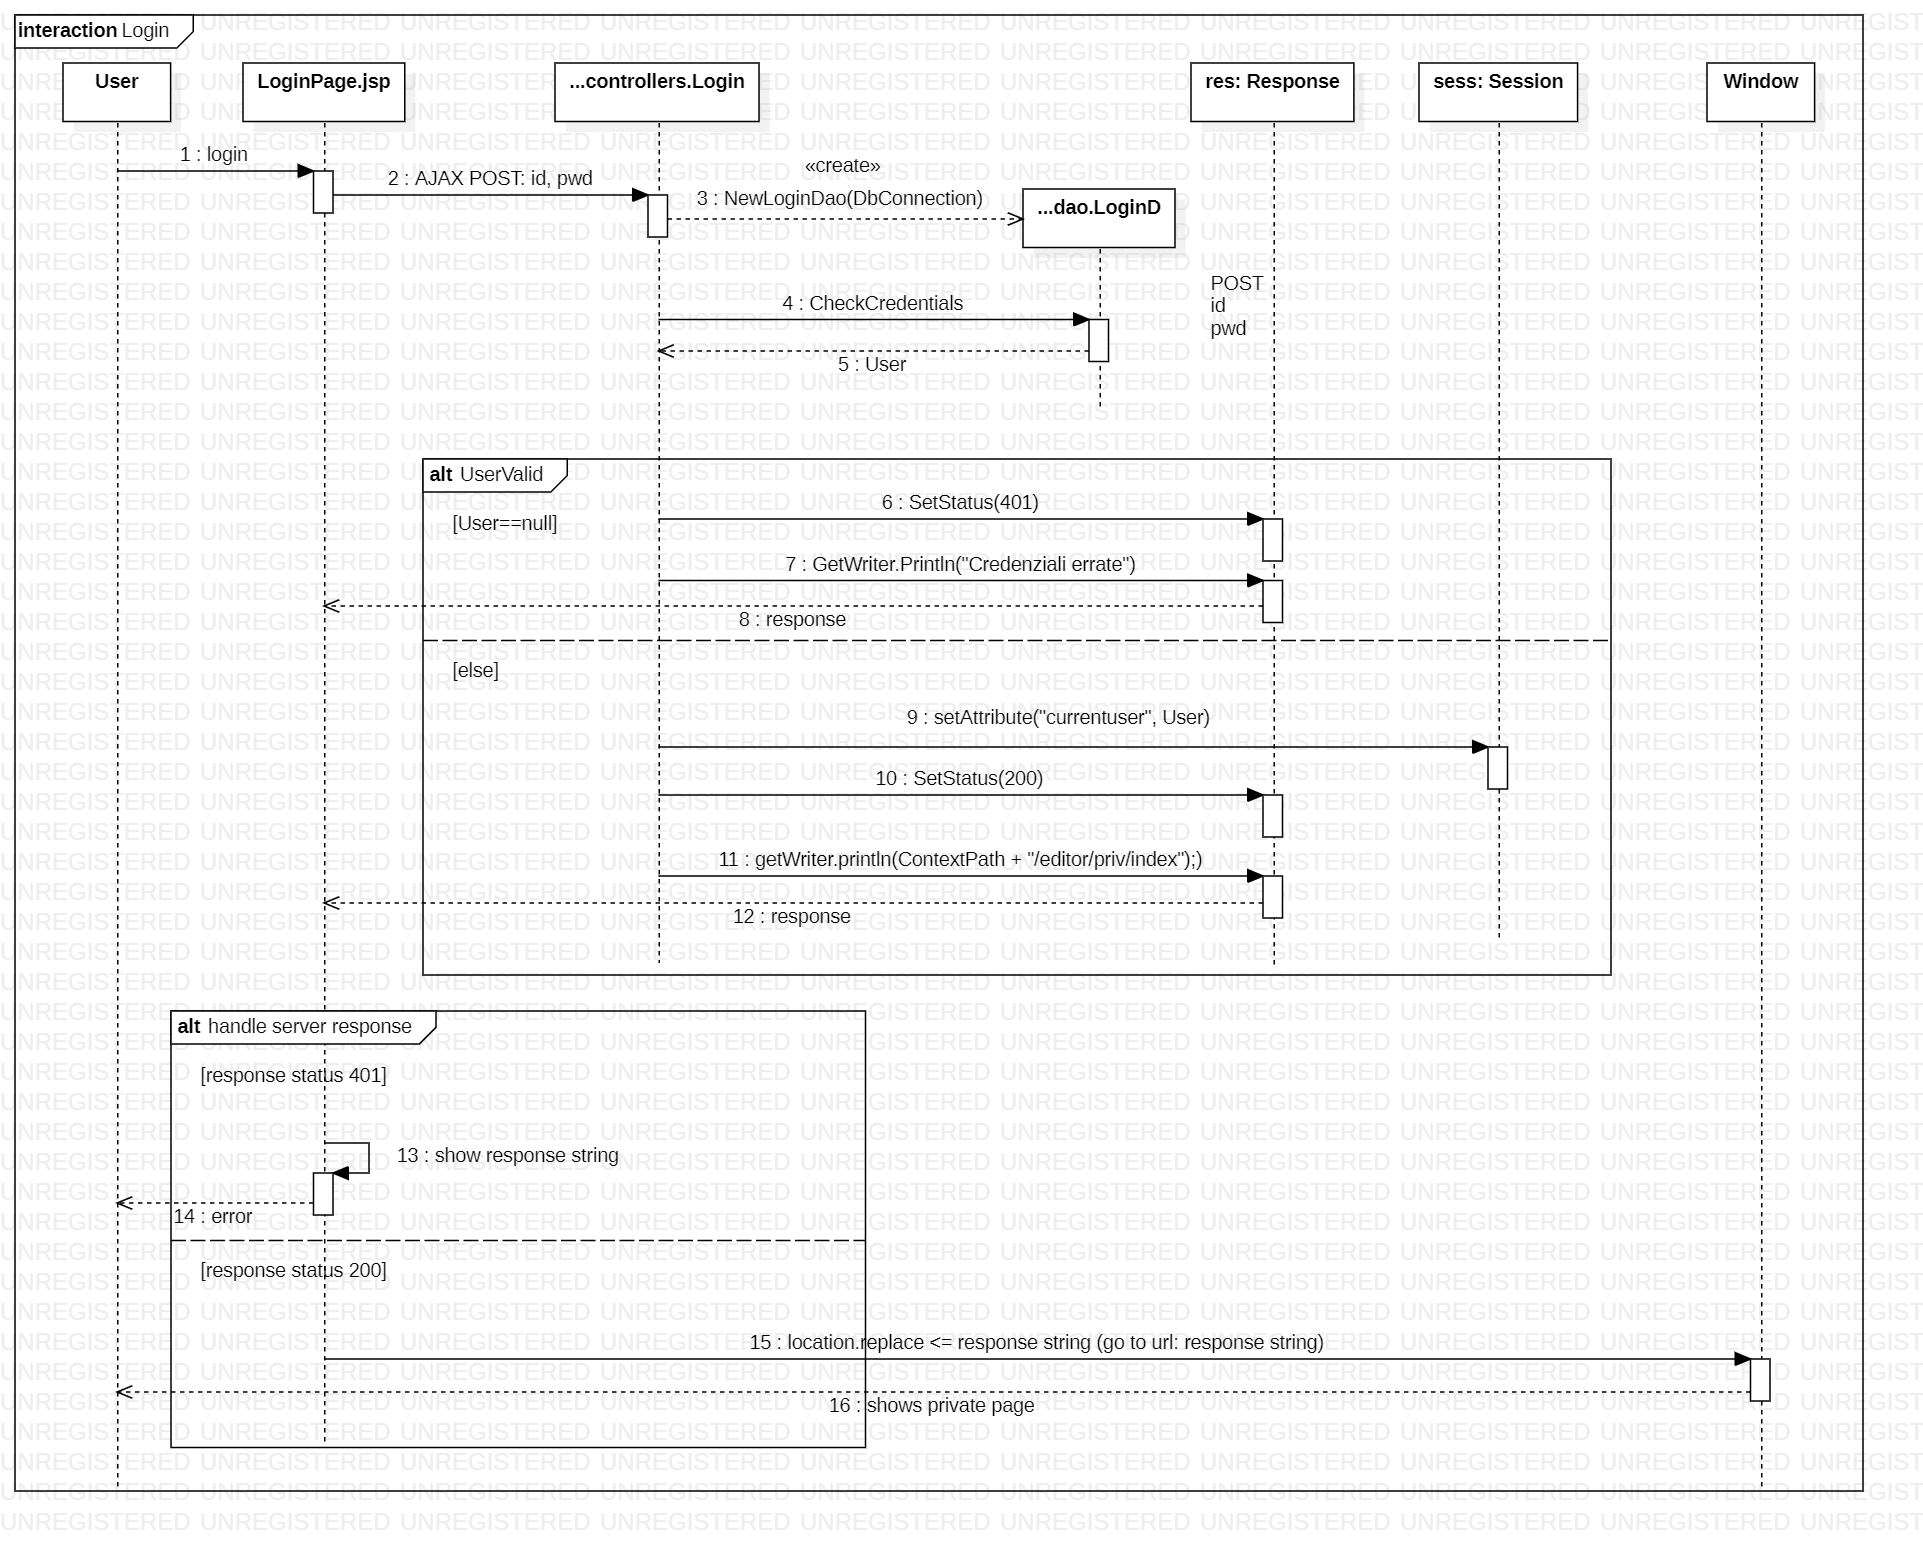 interaction Login
User
LoginPage.jsp
...controllers.Login
res: Response
sess: Session
Window
1 : login
2 : AJAX POST: id, pwd
«create»
3 : NewLoginDao(DbConnection)
...dao.LoginD
POST
id
pwd
4 : CheckCredentials
5 : User
alt UserValid
[User==null]
6 : SetStatus(401)
7 : GetWriter.Println("Credenziali errate")
8 : response
[else]
9 : setAttribute("currentuser", User)
10 : SetStatus(200)
11 : getWriter.println(ContextPath + "/editor/priv/index");)
12 : response
alt handle server response
[response status 401]
13 : show response string
14 : error
[response status 200]
15 : location.replace <= response string (go to url: response string)
16 : shows private page
UNREGISTERED